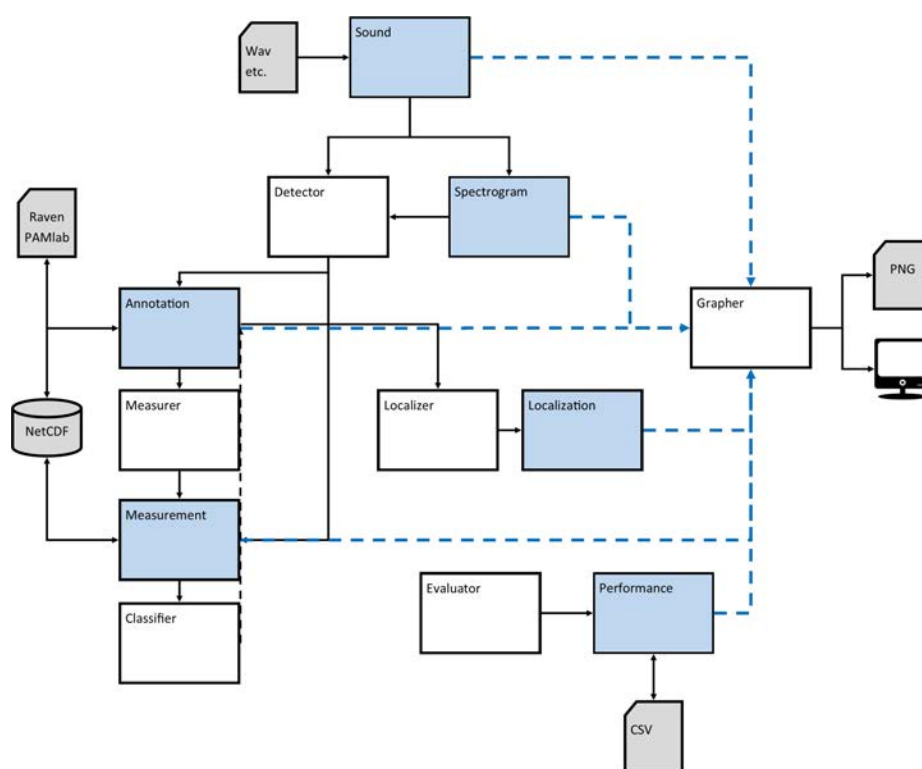 Sound
Wav
etc.
Detector
Spectrogram
Raven
PAMlab
PNG
Annotation
Grapher
Measurer
Localizer
Localization
NetCDF
Measurement
Evaluator
Performance
Classifier
CSV